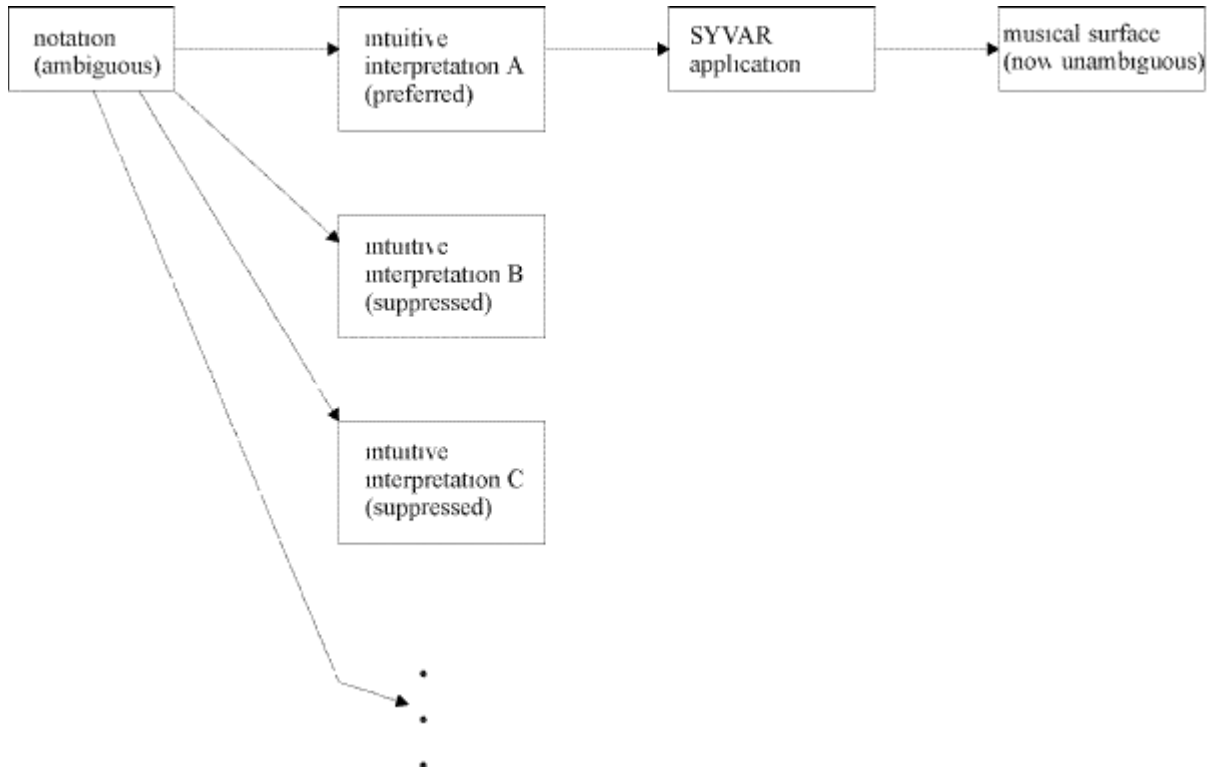 notation
(ambiguous)
intuitive
interpretation A
(preferred)
SYVAR
application
musical surface
(now unambiguous)
intuitive
interpretation B
(suppressed)
intuitive
interpretation C
(suppressed)